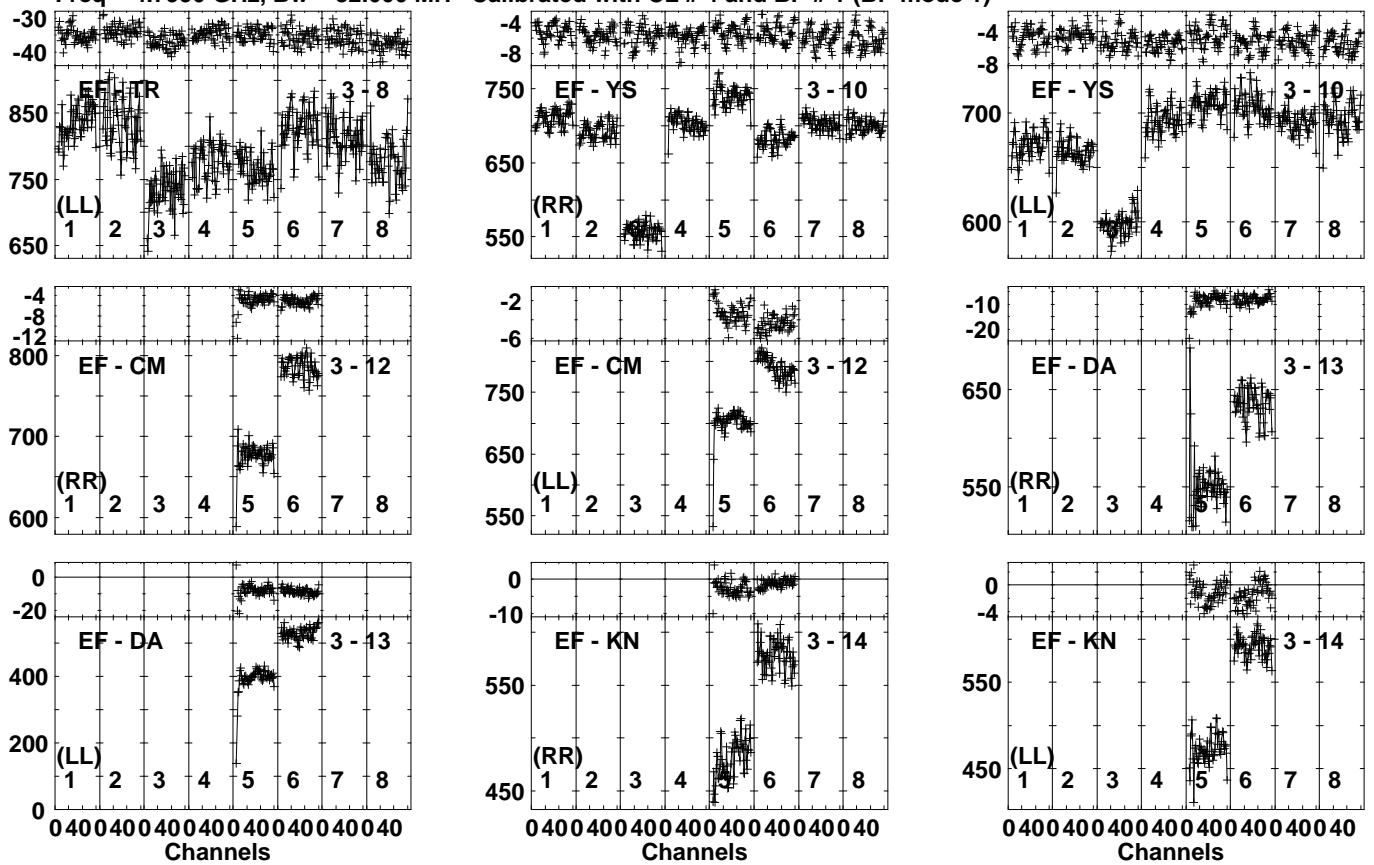 -30
-40
850
750
650
EF - TR
3 - 8
(LL)
1 2 3 4 5 6 7 8
-4
-8
750
650
550
EF - YS
3 - 10
(RR)
1 2 3 4 5 6 7 8
-4
-8
700
600
EF - YS
3 - 10
(LL)
1 2 3 4 5 6 7 8
-4
-8
-12
800
700
600
EF - CM
3 - 12
(RR)
1 2 3 4 5 6 7 8
-2
-6
750
650
550
EF - CM
3 - 12
(LL)
1 2 3 4 5 6 7 8
-10
-20
650
550
EF - DA
3 - 13
(RR)
1 2 3 4 5 6 7 8
0
-20
400
200
0
EF - DA
3 - 13
(LL)
1 2 3 4 5 6 7 8
0 40 0 40 0 40 0 40 0 40 0 40 0 40 0 40
Channels
0
-10
550
450
EF - KN
3 - 14
(RR)
1 2 3 4 5 6 7 8
0 40 0 40 0 40 0 40 0 40 0 40 0 40 0 40
Channels
0
-4
550
450
EF - KN
3 - 14
(LL)
1 2 3 4 5 6 7 8
0 40 0 40 0 40 0 40 0 40 0 40 0 40 0 40
Channels